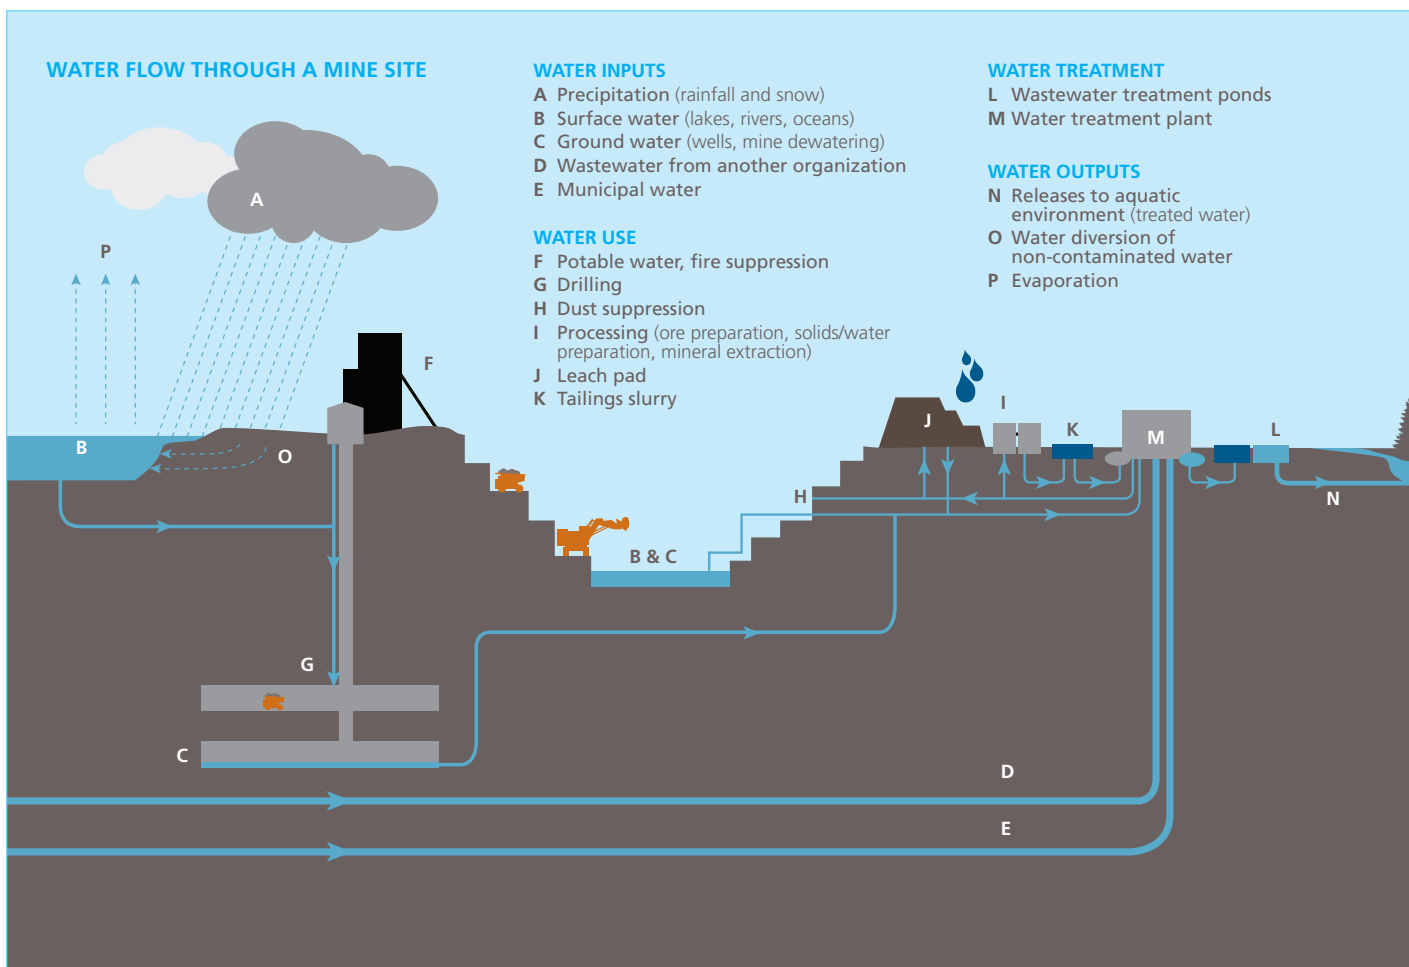 WATER FLOW THROUGH A MINE SITE
WATER INPUTS
A Precipitation (rainfall and snow)
B Surface water (lakes, rivers, oceans)
C Ground water (wells, mine dewatering)
D Wastewater from another organization
E Municipal water
WATER USE
F Potable water, fire suppression
G Drilling
H Dust suppression
I Processing (ore preparation, solids/water
preparation, mineral extraction)
J Leach pad
K Tailings slurry
WATER TREATMENT
L Wastewater treatment ponds
M Water treatment plant
WATER OUTPUTS
N Releases to aquatic
environment (treated water)
O Water diversion of
non-contaminated water
P Evaporation
A
P
F
B
O
J
I
K
M
L
H
N
B & C
G
C
D
E